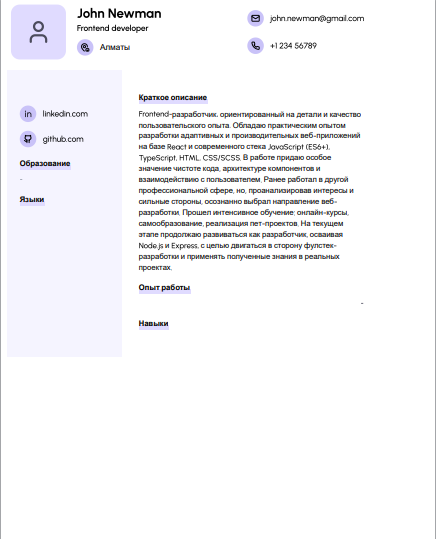 John Newman
Frontend developer
Алматы
john.newman@gmail.com
+1 234 56789
linkedin.com
github.com
Образование
-
Языки
Краткое описание
Frontend-разработчик, ориентированный на детали и качество
пользовательского опыта. Обладаю практическим опытом
разработки адаптивных и производительных веб-приложений
на базе React и современного стека JavaScript (ES6+),
TypeScript, HTML, CSS/SCSS. В работе придаю особое
значение чистоте кода, архитектуре компонентов и
взаимодействию с пользователем. Ранее работал в другой
профессиональной сфере, но, проанализировав интересы и
сильные стороны, осознанно выбрал направление веб-
разработки. Прошел интенсивное обучение: онлайн-курсы,
самообразование, реализация пет-проектов. На текущем
этапе продолжаю развиваться как разработчик, осваивая
Node.js и Express, с целью двигаться в сторону фулстек-
разработки и применять полученные знания в реальных
проектах.
Опыт работы
-
Навыки